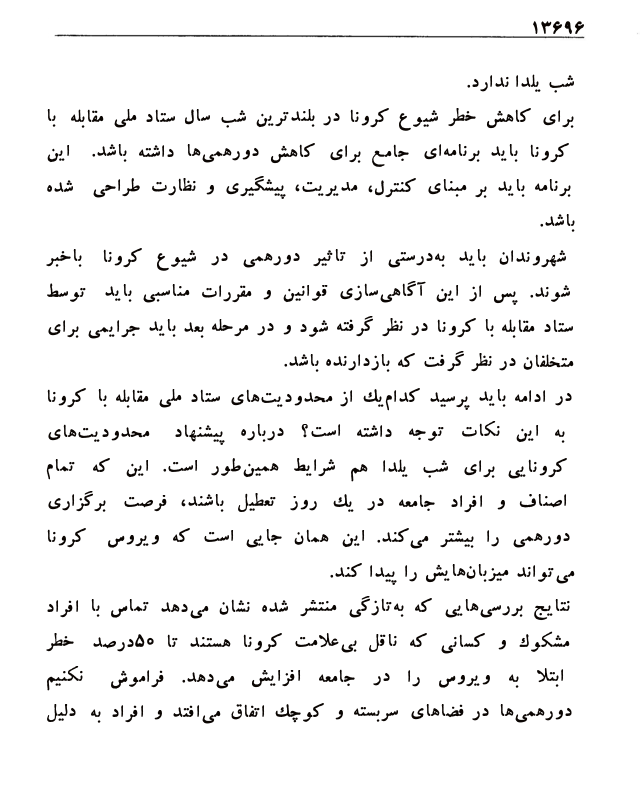 ۱۳۶۹۶
شب یلدا ندارد.
برای کاهش خطر شیوع کرونا در بلندترین شب سال ستاد ملی مقابله با
کرونا باید برنامه‌ای جامع برای کاهش دورهمی‌ها داشته باشد. این
برنامه باید بر مبنای کنترل، مدیریت، پیشگیری و نظارت طراحی شده
باشد.
شهروندان باید به‌درستی از تاثیر دورهمی در شیوع کرونا باخبر
شوند. پس از این آگاهی‌سازی قوانین و مقررات مناسبی باید توسط
ستاد مقابله با کرونا در نظر گرفته شود و در مرحله بعد باید جرایمی برای
متخلفان در نظر گرفت که بازدارنده باشد.
در ادامه باید پرسید کدام‌یك از محدودیت‌های ستاد ملی مقابله با کرونا
به این نکات توجه داشته است؟ درباره پیشنهاد محدودیت‌های
کرونایی برای شب یلدا هم شرایط همین‌طور است. این که تمام
اصناف و افراد جامعه در یك روز تعطیل باشند، فرصت برگزاری
دورهمی را بیشتر می‌کند. این همان جایی است که ویروس کرونا
می‌تواند میزبان‌هایش را پیدا کند.
نتایج بررسی‌هایی که به‌تازگی منتشر شده نشان می‌دهد تماس با افراد
مشکوك و کسانی که ناقل بی‌علامت کرونا هستند تا ۵۰درصد خطر
ابتلا به ویروس را در جامعه افزایش می‌دهد. فراموش نکنیم
دورهمی‌ها در فضاهای سربسته و کوچك اتفاق می‌افتد و افراد به دلیل